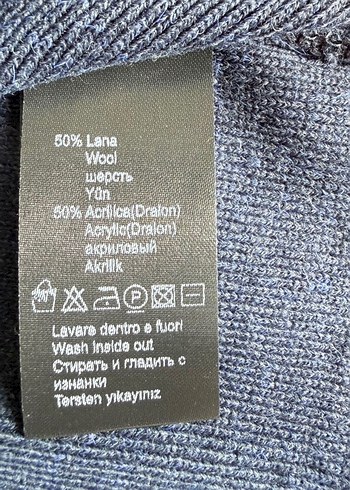 50% Lana
Wool
шерсть
Yün
50% Acrilica(Dralon)
Acrylic(Dralon)
акриловый
Akrilik
P
Lavare dentro e fuori
Wash inside out
Стирать и гладить с
изнанки
Tersten yıkayınız